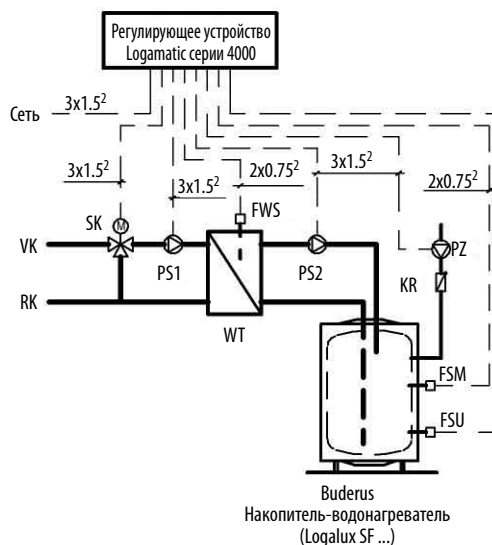 Регулирующее устройство
Logamatic серии 4000
Сеть
3x1.5²
3x1.5²
2x0.75²
3x1.5²
3x1.5²
2x0.75²
SK
M
FWS
VK
PS1
PS2
PZ
KR
RK
WT
FSM
FSU
Buderus
Накопитель-водонагреватель
(Logalux SF ...)